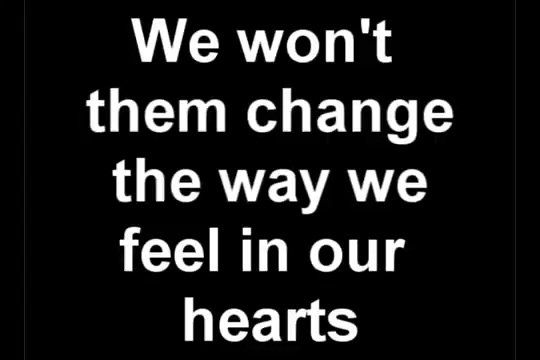 We won't
them change
the way we
feel in our
hearts